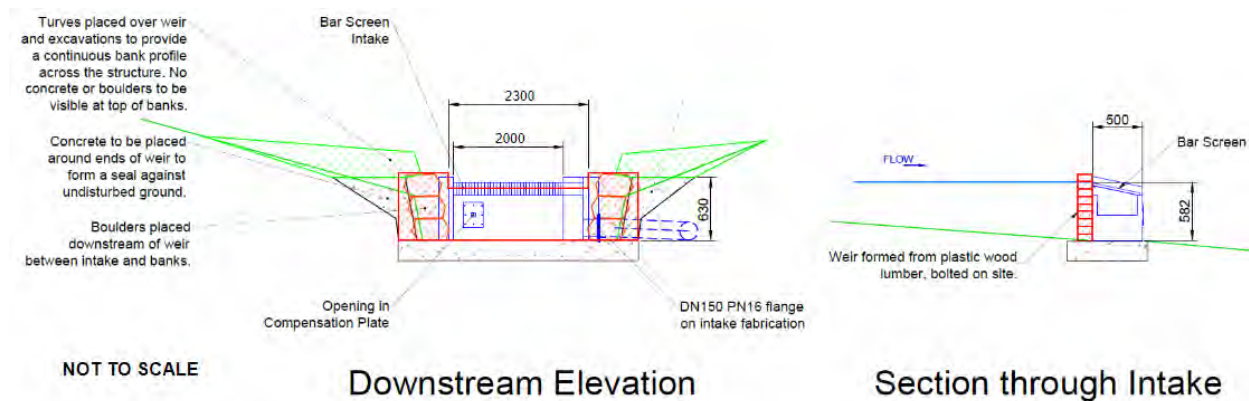 Turves placed over weir
and excavations to provide
a continuous bank profile
across the structure. No
concrete or boulders to be
visible at top of banks.
Concrete to be placed
around ends of weir to
form a seal against
undisturbed ground.
Boulders placed
downstream of weir
between intake and banks.
Bar Screen
Intake
2300
2000
630
Opening in
Compensation Plate
DN150 PN16 flange
on intake fabrication
NOT TO SCALE
Downstream Elevation
500
Bar Screen
FLOW
582
Weir formed from plastic wood
lumber, bolted on site.
Section through Intake